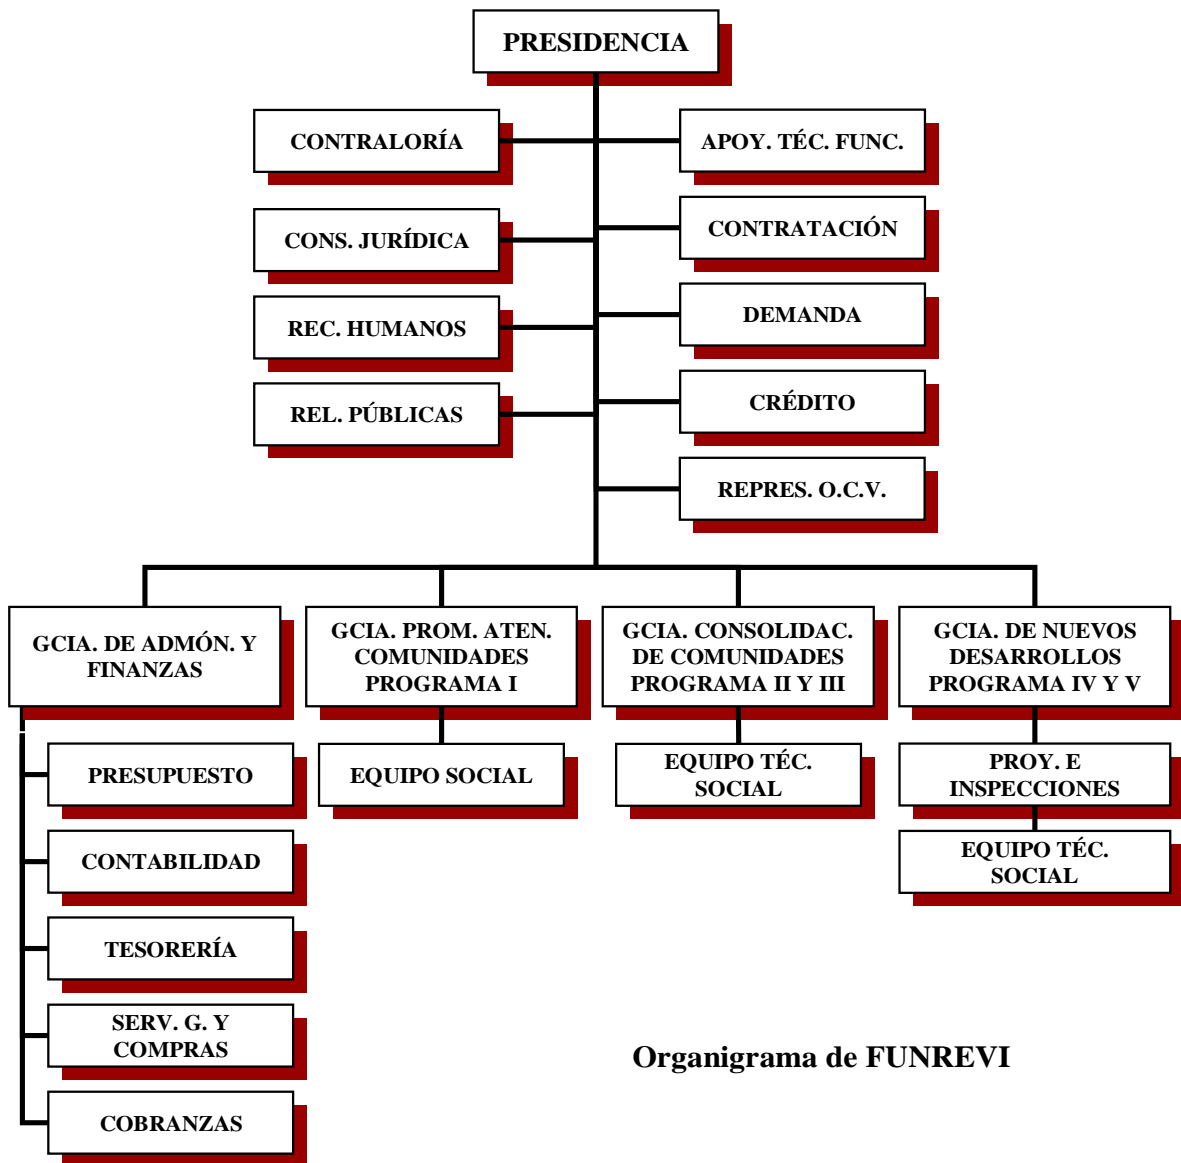 PRESIDENCIA
CONTRALORÍA
APOY. TÉC. FUNC.
CONS. JURÍDICA
CONTRATACIÓN
REC. HUMANOS
DEMANDA
REL. PÚBLICAS
CRÉDITO
REPRES. O.C.V.
GCIA. DE ADMÓN. Y
FINANZAS
GCIA. PROM. ATEN.
COMUNIDADES
PROGRAMA I
GCIA. CONSOLIDAC.
DE COMUNIDADES
PROGRAMA II Y III
GCIA. DE NUEVOS
DESARROLLOS
PROGRAMA IV Y V
PRESUPUESTO
CONTABILIDAD
TESORERÍA
SERV. G. Y
COMPRAS
COBRANZAS
EQUIPO SOCIAL
EQUIPO TÉC.
SOCIAL
PROY. E
INSPECCIONES
EQUIPO TÉC.
SOCIAL
Organigrama de FUNREVI